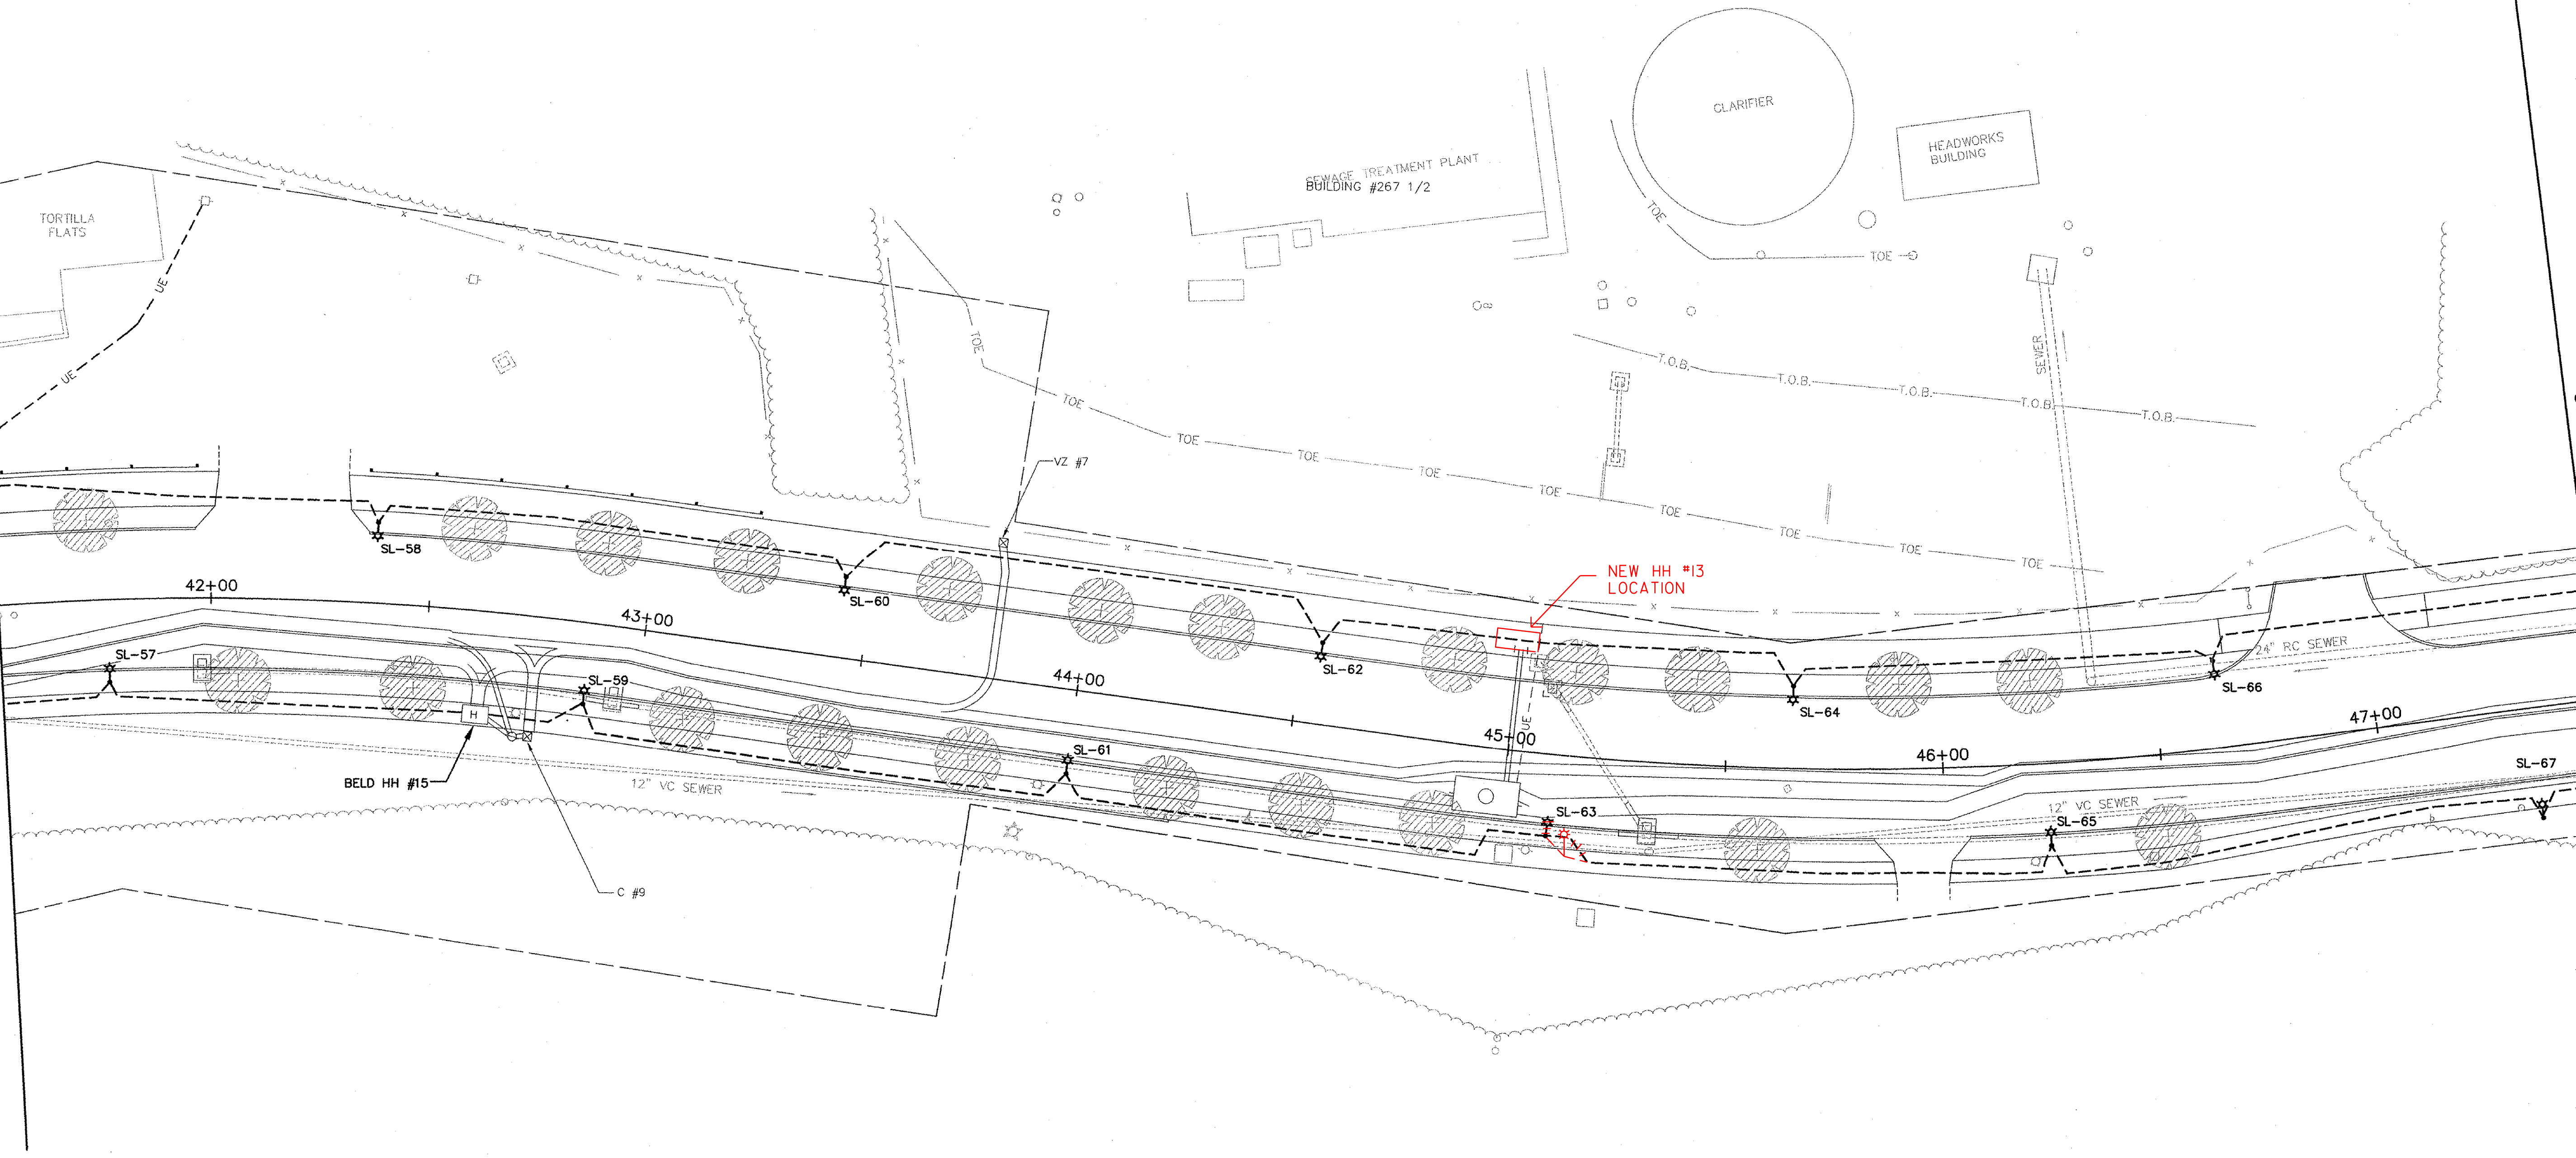 CLARIFIER
HEADWORKS
BUILDING
SEWAGE TREATMENT PLANT
BUILDING #267 1/2
TORTILLA
FLATS
TOE
TOE
UE
UE
TOE
TOE
TOE
TOE
TOE
TOE
TOE
TOE
TOE
TOE
T.O.B.
T.O.B.
T.O.B.
T.O.B.
T.O.B.
SEWER
VZ #7
SL-58
SL-60
NEW HH #13
LOCATION
42+00
43+00
44+00
45+00
46+00
47+00
SL-62
SL-64
SL-66
24" RC SEWER
UE
SL-57
SL-59
SL-61
SL-63
SL-65
SL-67
H
BELD HH #15
12" VC SEWER
12" VC SEWER
C #9